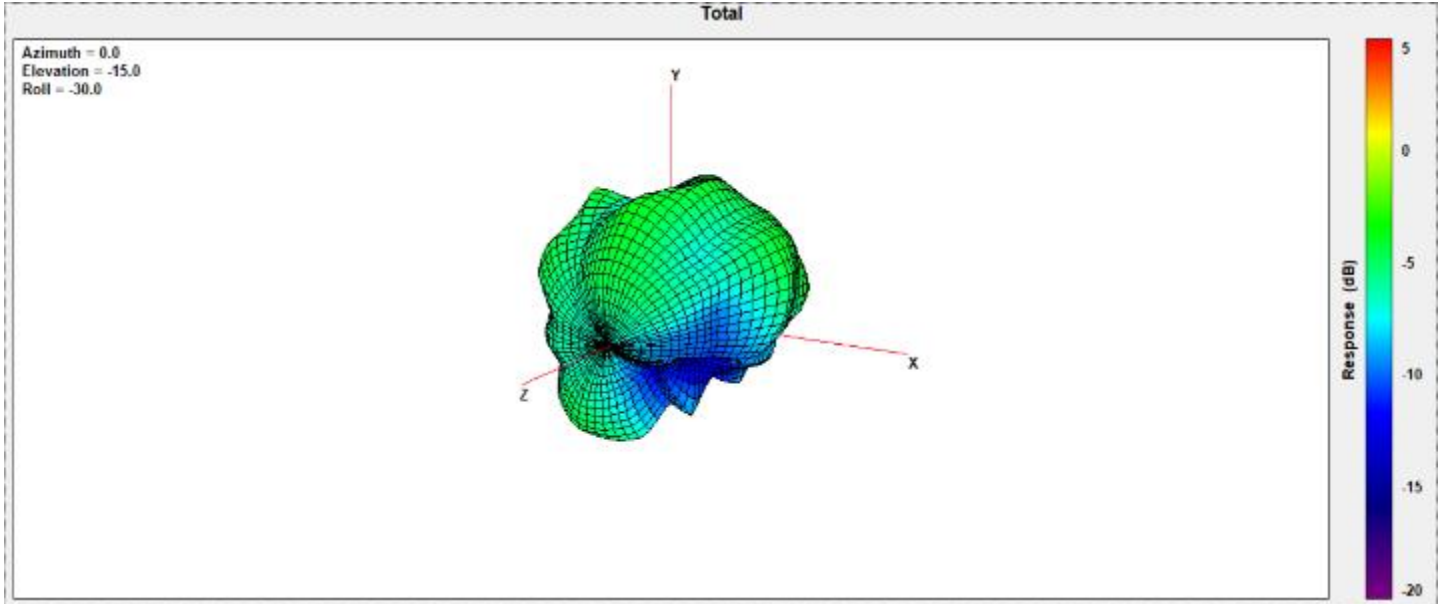 Total
Azimuth = 0.0
Elevation = -15.0
Roll = -30.0
Y
X
Z
5
0
-5
-10
-15
-20
Response (dB)